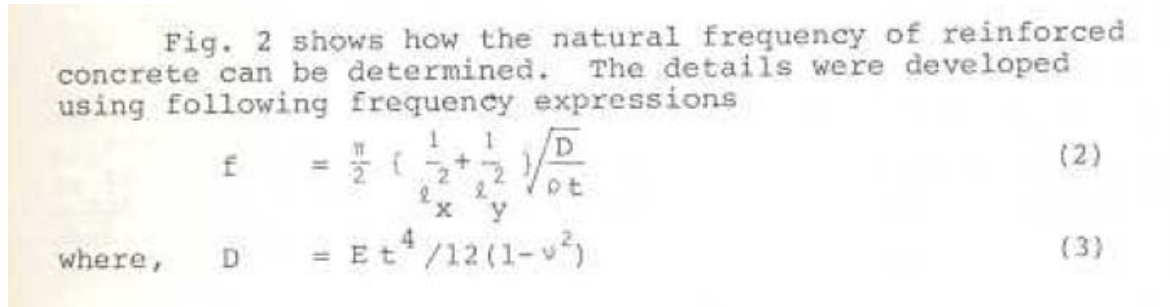 Fig. 2 shows how the natural frequency of reinforced
concrete can be determined. The details were developed
using following frequency expressions
f = π/2 ( 1/ℓx² + 1/ℓy² ) √(D/ρt) (2)
where, D = E t⁴ /12(1-ν²) (3)